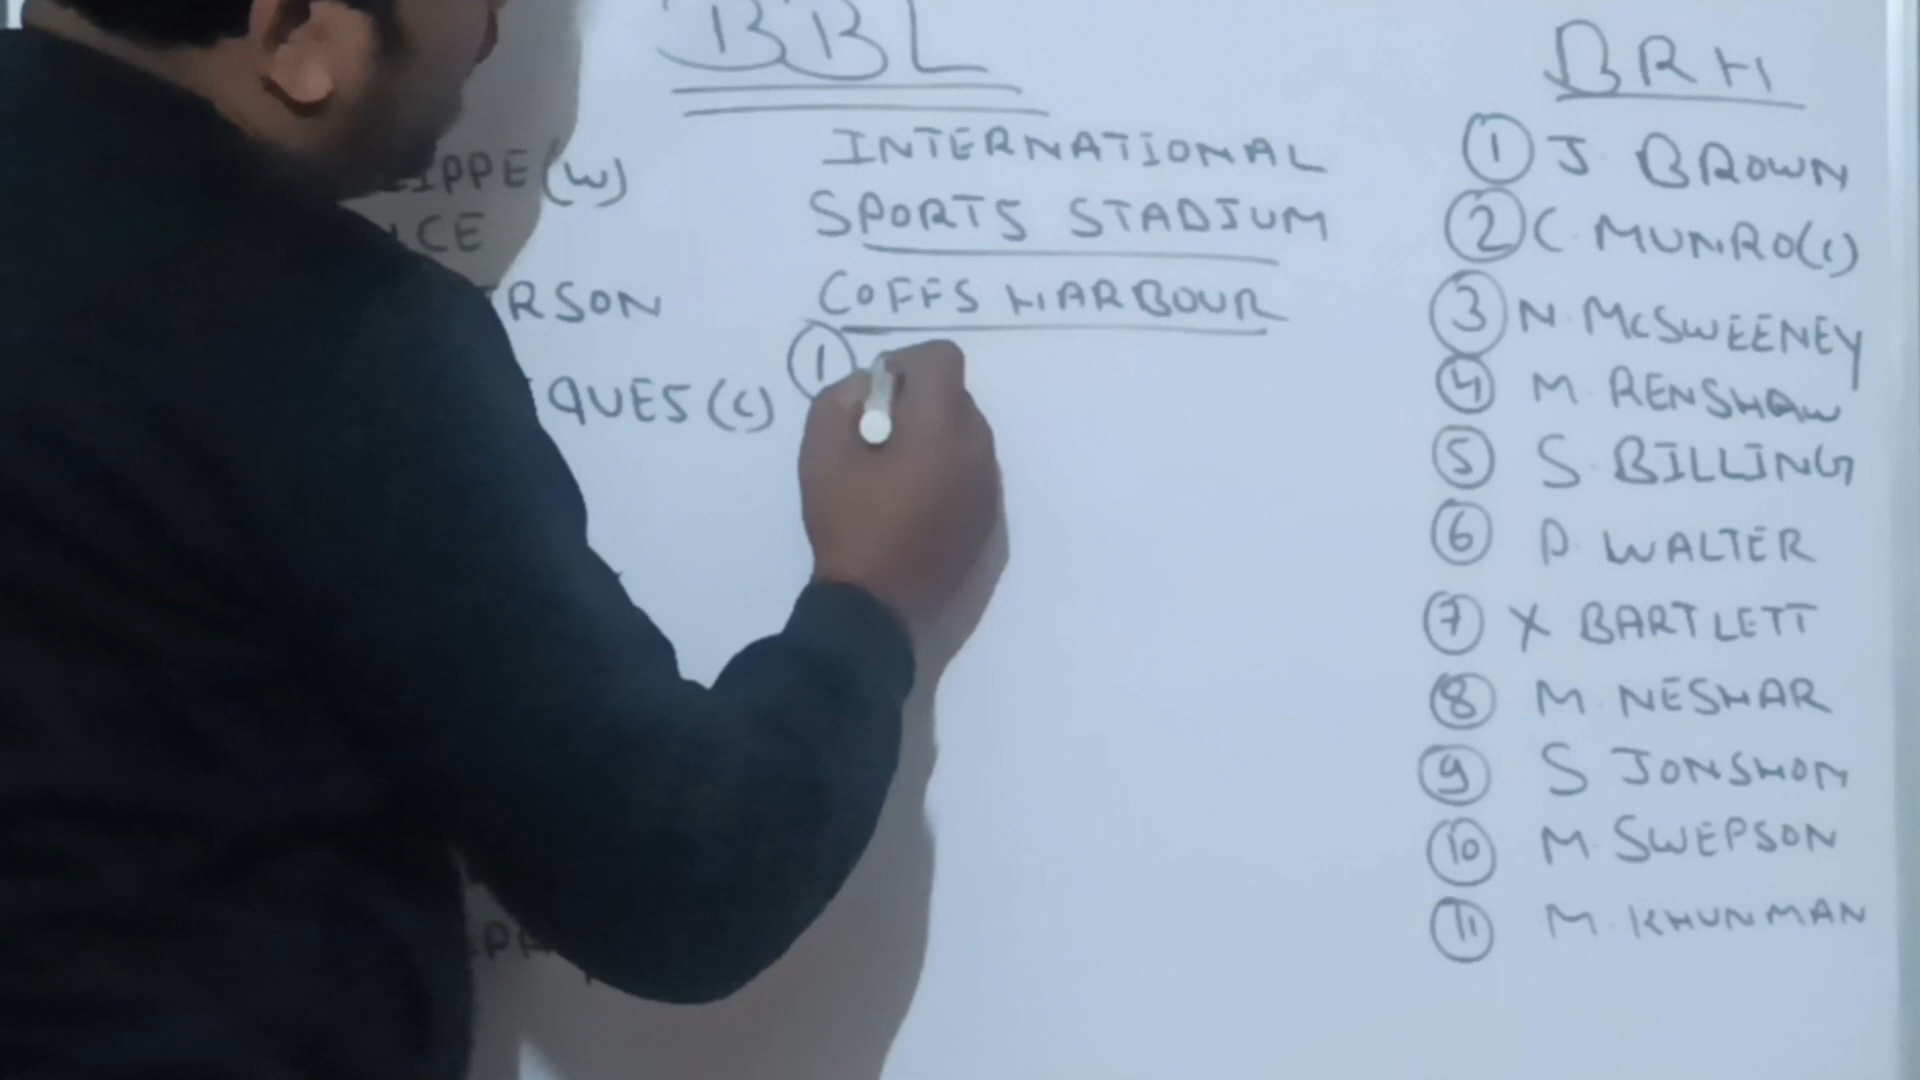 BBL
IPPE (W)
CE
RSON
QUES (C)
INTERNATIONAL
SPORTS STADIUM
COFFS HARBOUR
1
BRH
1 J BROWN
2 C. MUNRO(C)
3 N. MCSWEENEY
4 M RENSHAW
5 S. BILLING
6 P. WALTER
7 X BARTLETT
8 M. NESHAR
9 S JONSHON
10 M. SWEPSON
11 M. KHUNMAN